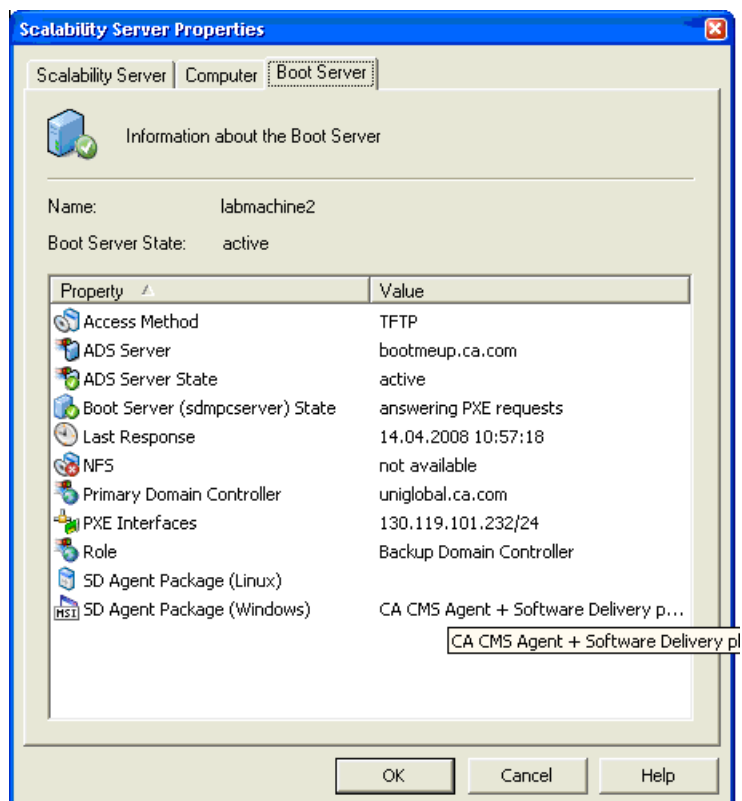 Scalability Server Properties
Scalability Server Computer Boot Server
Information about the Boot Server
Name: labmachine2
Boot Server State: active
Property Value
Access Method TFTP
ADS Server bootmeup.ca.com
ADS Server State active
Boot Server (sdmpcserver) State answering PXE requests
Last Response 14.04.2008 10:57:18
NFS not available
Primary Domain Controller uniglobal.ca.com
PXE Interfaces 130.119.101.232/24
Role Backup Domain Controller
SD Agent Package (Linux)
MSI SD Agent Package (Windows) CA CMS Agent + Software Delivery p...
CA CMS Agent + Software Delivery pl
OK Cancel Help